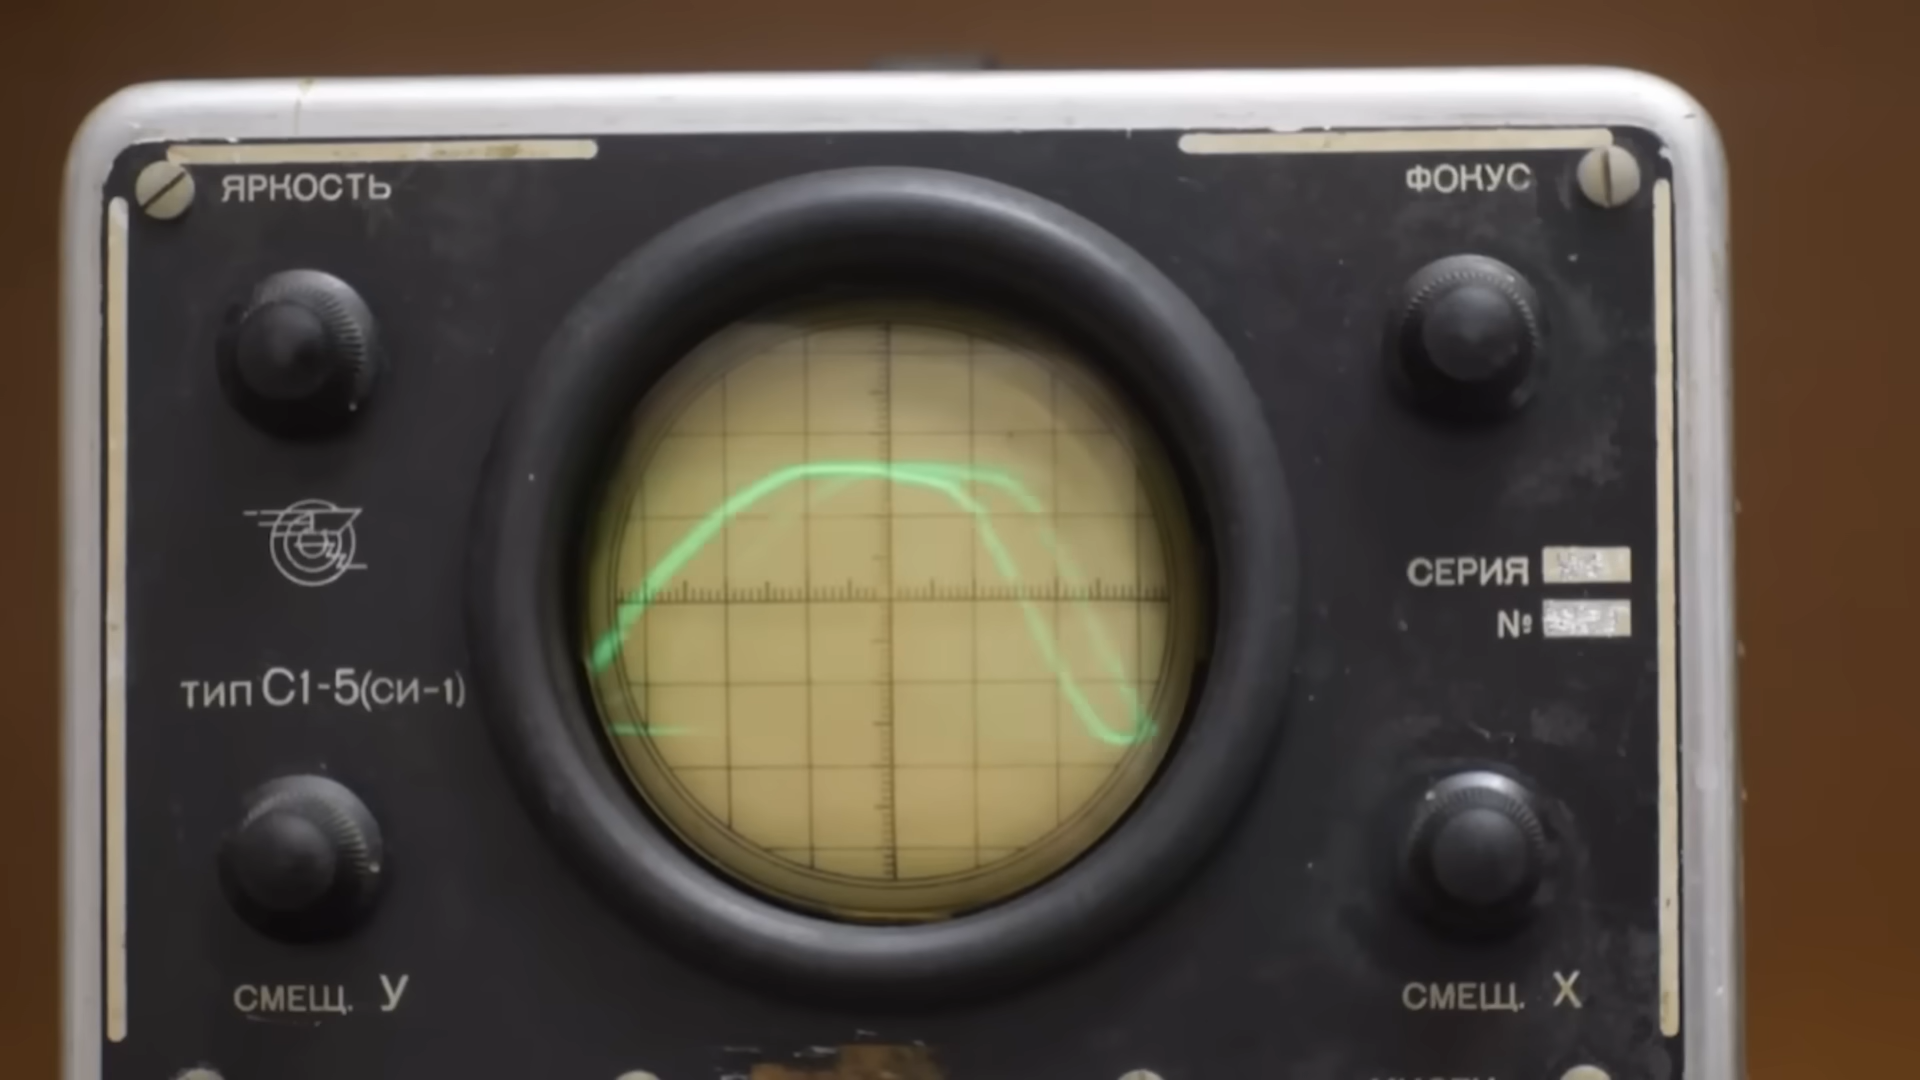 ЯРКОСТЬ
ФОКУС
СЕРИЯ
№
тип С1-5(СИ-1)
СМЕЩ. У
СМЕЩ. Х